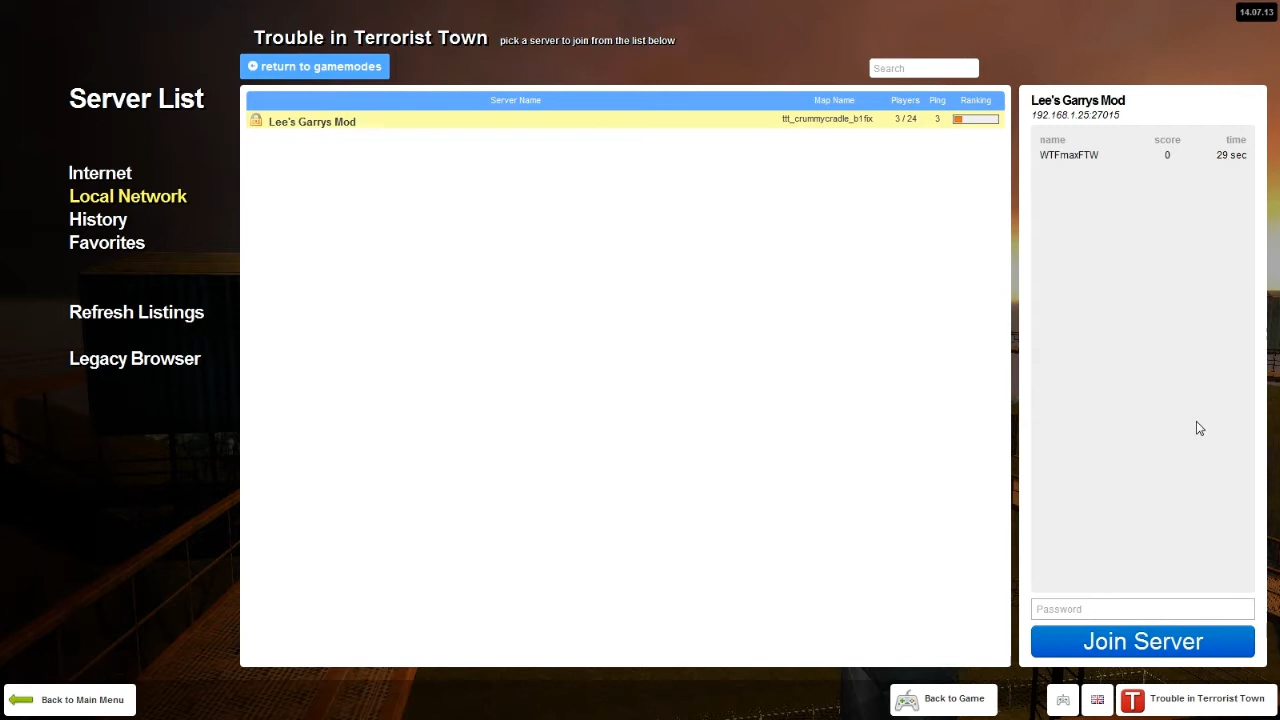 14.07.13
Trouble in Terrorist Town pick a server to join from the list below
return to gamemodes
Search
Server List
Internet
Local Network
History
Favorites
Refresh Listings
Legacy Browser
Server Name Map Name Players Ping Ranking
Lee's Garrys Mod ttt_crummycradle_b1fix 3 / 24 3
Lee's Garrys Mod
192.168.1.25:27015
name score time
WTFmaxFTW 0 29 sec
Password
Join Server
Back to Main Menu
Back to Game
T Trouble in Terrorist Town